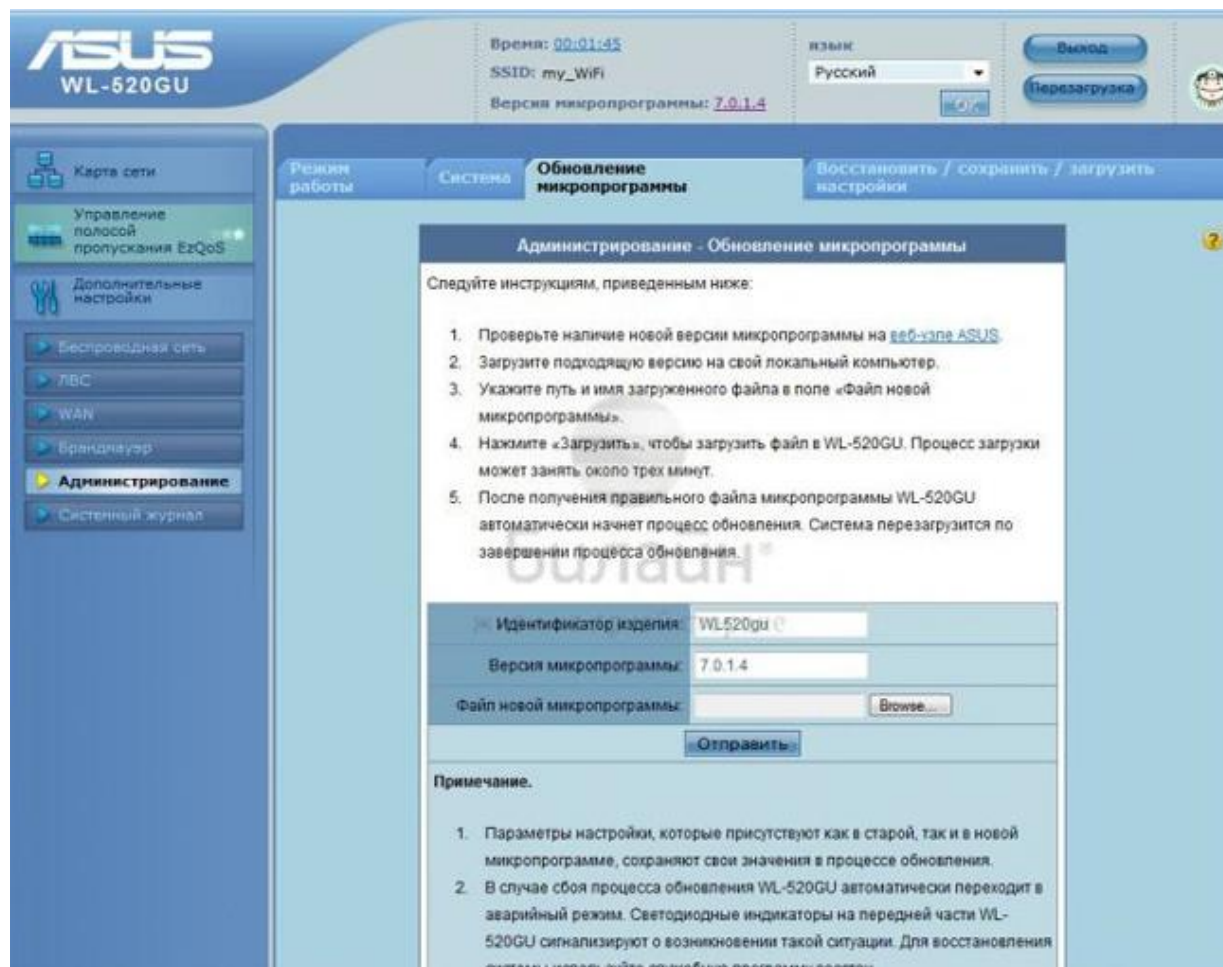 ASUS
WL-520GU
Время: 00:01:45
SSID: my_WiFi
Версия микропрограммы: 7.0.1.4
язык
Русский
OK
Выход
Перезагрузка
Карта сети
Управление
полосой
пропускания EzQoS
Дополнительные
настройки
Беспроводная сеть
ЛВС
WAN
Брандмауэр
Администрирование
Системный журнал
Режим
работы
Система
Обновление
микропрограммы
Восстановить / сохранить / загрузить
настройки
Администрирование - Обновление микропрограммы
Следуйте инструкциям, приведенным ниже:
1. Проверьте наличие новой версии микропрограммы на веб-узле ASUS.
2. Загрузите подходящую версию на свой локальный компьютер.
3. Укажите путь и имя загруженного файла в поле «Файл новой
микропрограммы».
4. Нажмите «Загрузить», чтобы загрузить файл в WL-520GU. Процесс загрузки
может занять около трех минут.
5. После получения правильного файла микропрограммы WL-520GU
автоматически начнет процесс обновления. Система перезагрузится по
завершении процесса обновления.
билайн
Идентификатор изделия: WL520gu
Версия микропрограммы: 7.0.1.4
Файл новой микропрограммы: Browse...
Отправить
Примечание.
1. Параметры настройки, которые присутствуют как в старой, так и в новой
микропрограмме, сохраняют свои значения в процессе обновления.
2. В случае сбоя процесса обновления WL-520GU автоматически переходит в
аварийный режим. Светодиодные индикаторы на передней части WL-
520GU сигнализируют о возникновении такой ситуации. Для восстановления